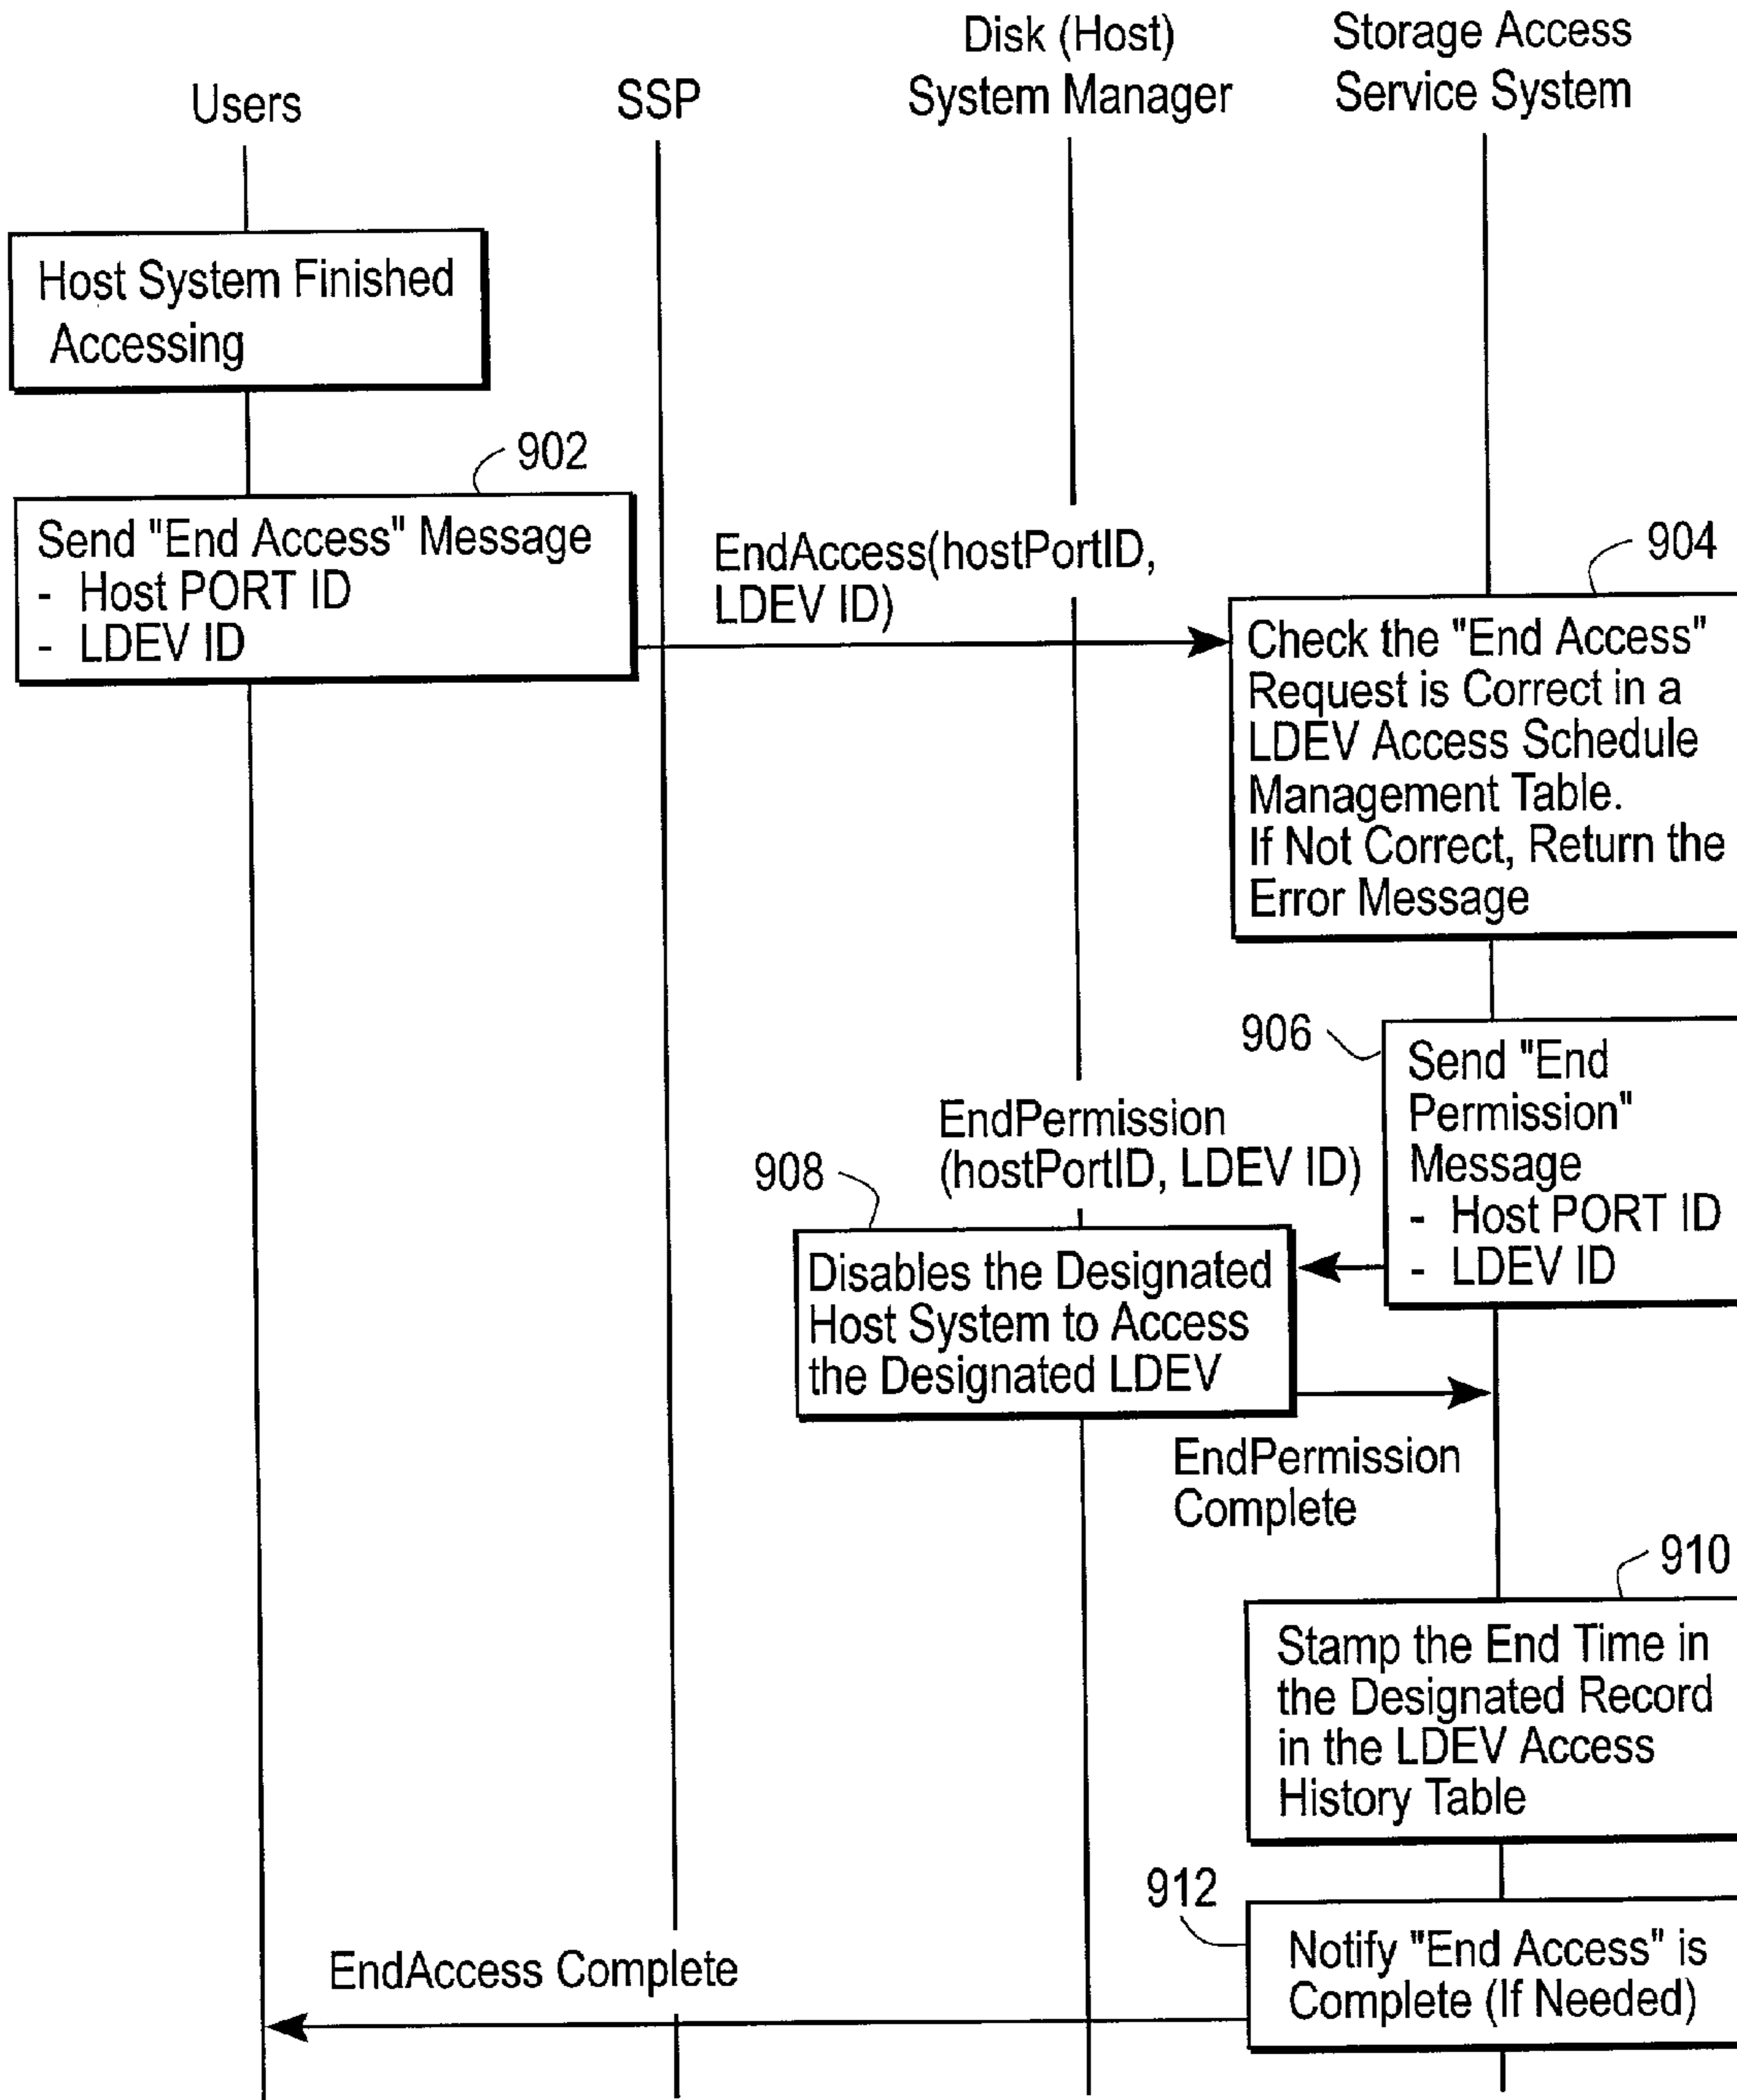 Users
SSP
Disk (Host)
System Manager
Storage Access
Service System
Host System Finished
Accessing
902
Send "End Access" Message
- Host PORT ID
- LDEV ID
EndAccess(hostPortID,
LDEV ID)
904
Check the "End Access"
Request is Correct in a
LDEV Access Schedule
Management Table.
If Not Correct, Return the
Error Message
906
Send "End
Permission"
Message
- Host PORT ID
- LDEV ID
EndPermission
(hostPortID, LDEV ID)
908
Disables the Designated
Host System to Access
the Designated LDEV
EndPermission
Complete
910
Stamp the End Time in
the Designated Record
in the LDEV Access
History Table
912
Notify "End Access" is
Complete (If Needed)
EndAccess Complete